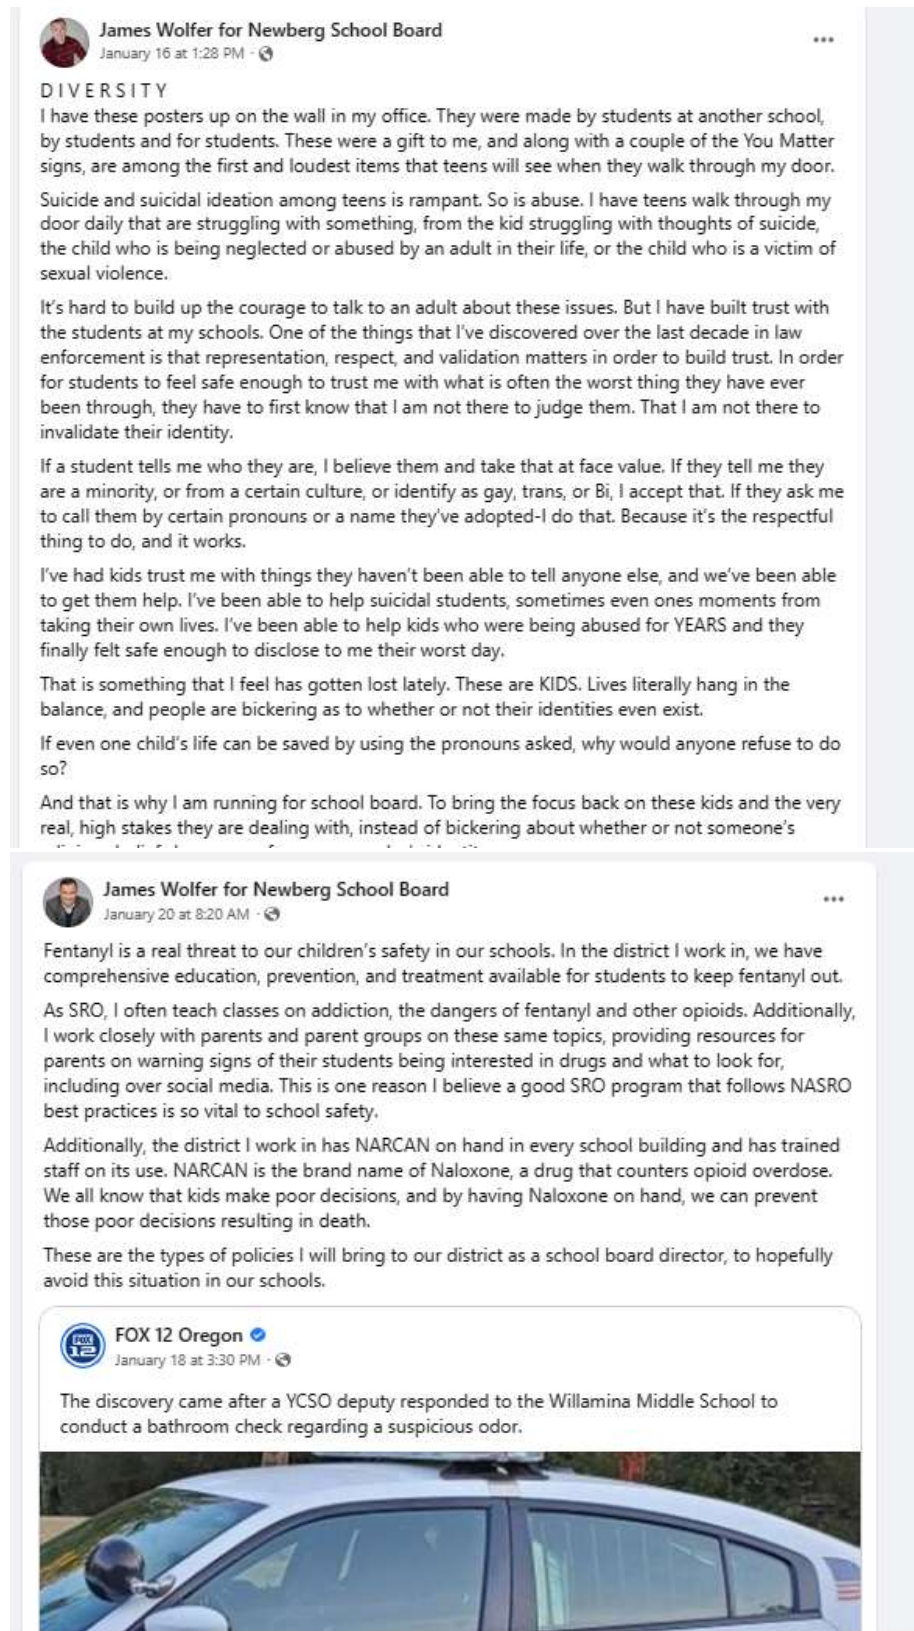 James Wolfer for Newberg School Board
January 16 at 1:28 PM ·
DIVERSITY
I have these posters up on the wall in my office. They were made by students at another school,
by students and for students. These were a gift to me, and along with a couple of the You Matter
signs, are among the first and loudest items that teens will see when they walk through my door.
Suicide and suicidal ideation among teens is rampant. So is abuse. I have teens walk through my
door daily that are struggling with something, from the kid struggling with thoughts of suicide,
the child who is being neglected or abused by an adult in their life, or the child who is a victim of
sexual violence.
It's hard to build up the courage to talk to an adult about these issues. But I have built trust with
the students at my schools. One of the things that I've discovered over the last decade in law
enforcement is that representation, respect, and validation matters in order to build trust. In order
for students to feel safe enough to trust me with what is often the worst thing they have ever
been through, they have to first know that I am not there to judge them. That I am not there to
invalidate their identity.
If a student tells me who they are, I believe them and take that at face value. If they tell me they
are a minority, or from a certain culture, or identify as gay, trans, or Bi, I accept that. If they ask me
to call them by certain pronouns or a name they've adopted-I do that. Because it's the respectful
thing to do, and it works.
I've had kids trust me with things they haven't been able to tell anyone else, and we've been able
to get them help. I've been able to help suicidal students, sometimes even ones moments from
taking their own lives. I've been able to help kids who were being abused for YEARS and they
finally felt safe enough to disclose to me their worst day.
That is something that I feel has gotten lost lately. These are KIDS. Lives literally hang in the
balance, and people are bickering as to whether or not their identities even exist.
If even one child's life can be saved by using the pronouns asked, why would anyone refuse to do
so?
And that is why I am running for school board. To bring the focus back on these kids and the very
real, high stakes they are dealing with, instead of bickering about whether or not someone's
James Wolfer for Newberg School Board
January 20 at 8:20 AM ·
Fentanyl is a real threat to our children's safety in our schools. In the district I work in, we have
comprehensive education, prevention, and treatment available for students to keep fentanyl out.
As SRO, I often teach classes on addiction, the dangers of fentanyl and other opioids. Additionally,
I work closely with parents and parent groups on these same topics, providing resources for
parents on warning signs of their students being interested in drugs and what to look for,
including over social media. This is one reason I believe a good SRO program that follows NASRO
best practices is so vital to school safety.
Additionally, the district I work in has NARCAN on hand in every school building and has trained
staff on its use. NARCAN is the brand name of Naloxone, a drug that counters opioid overdose.
We all know that kids make poor decisions, and by having Naloxone on hand, we can prevent
those poor decisions resulting in death.
These are the types of policies I will bring to our district as a school board director, to hopefully
avoid this situation in our schools.
FOX 12
FOX 12 Oregon
January 18 at 3:30 PM ·
The discovery came after a YCSO deputy responded to the Willamina Middle School to
conduct a bathroom check regarding a suspicious odor.